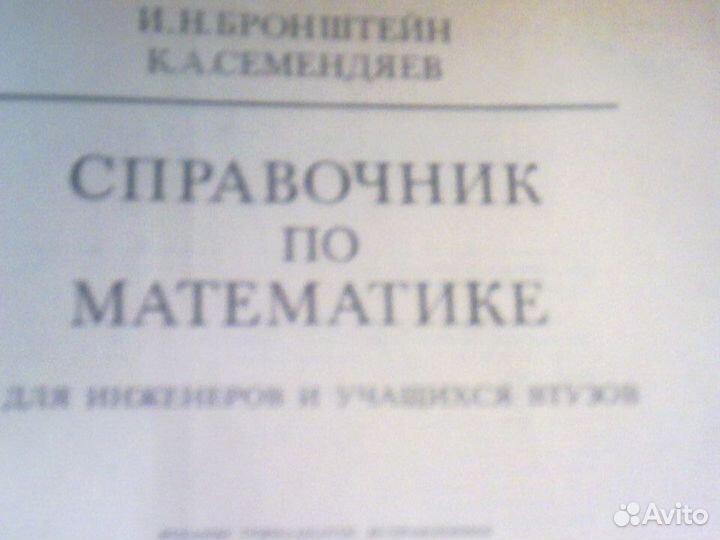 И. Н. БРОНШТЕЙН
К. А. СЕМЕНДЯЕВ
СПРАВОЧНИК
ПО
МАТЕМАТИКЕ
ДЛЯ ИНЖЕНЕРОВ И УЧАЩИХСЯ ВТУЗОВ
Avito